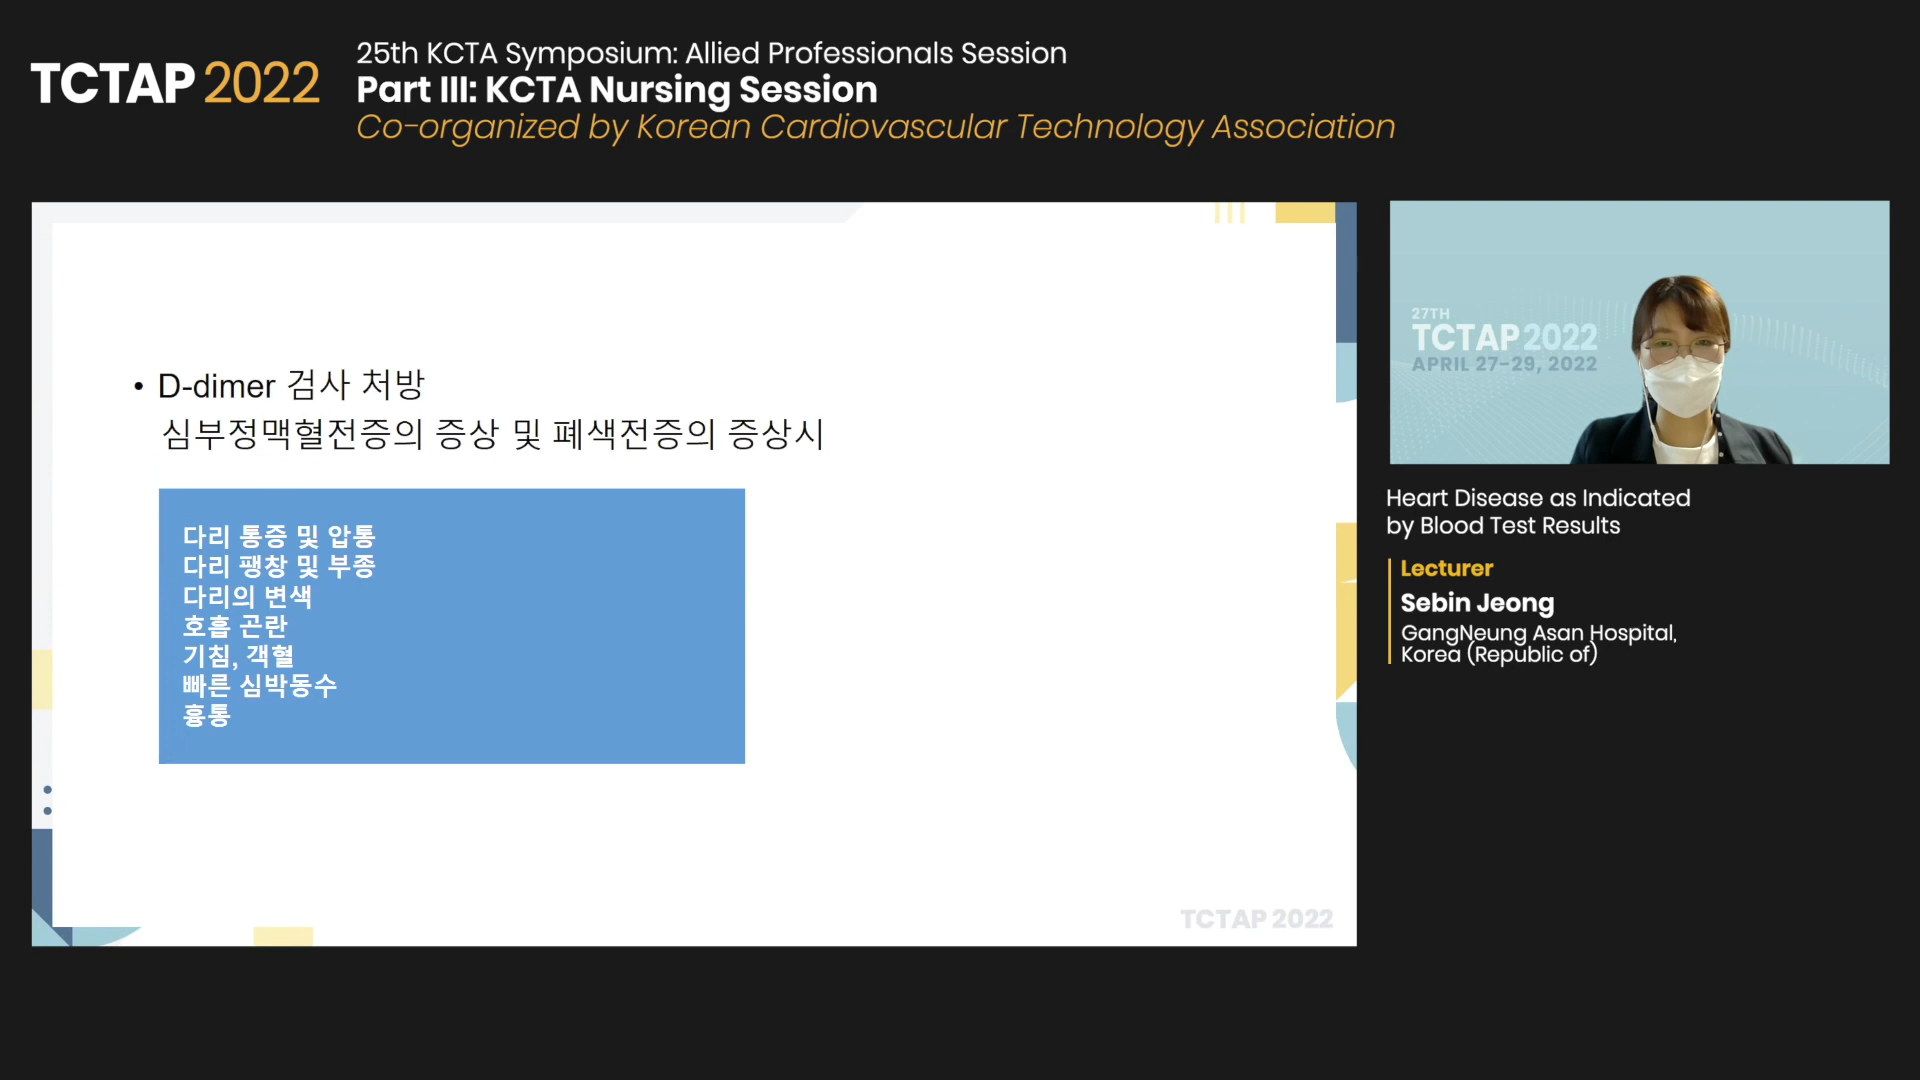 TCTAP 2022
25th KCTA Symposium: Allied Professionals Session
Part III: KCTA Nursing Session
Co-organized by Korean Cardiovascular Technology Association
• D-dimer 검사 처방
심부정맥혈전증의 증상 및 폐색전증의 증상시
다리 통증 및 압통
다리 팽창 및 부종
다리의 변색
호흡 곤란
기침, 객혈
빠른 심박동수
흉통
TCTAP 2022
27TH
TCTAP 2022
APRIL 27-29, 2022
Heart Disease as Indicated
by Blood Test Results
Lecturer
Sebin Jeong
GangNeung Asan Hospital,
Korea (Republic of)